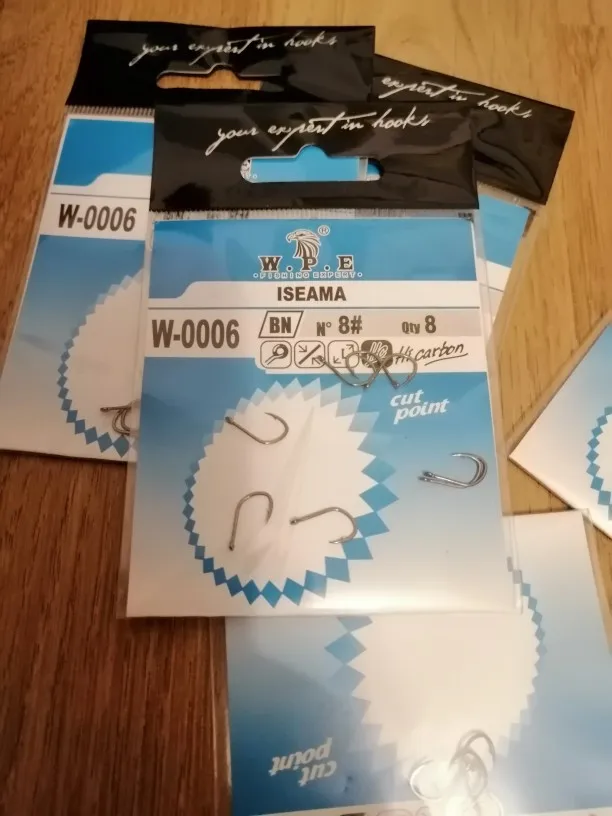 your expert in hooks
your expert in hooks
expert in hooks
W-0006
W.P.E
®
FISHING EXPERT
ISEAMA
W-0006 BN N° 8# Qty 8
HC Hi carbon
cut
point
cut
point